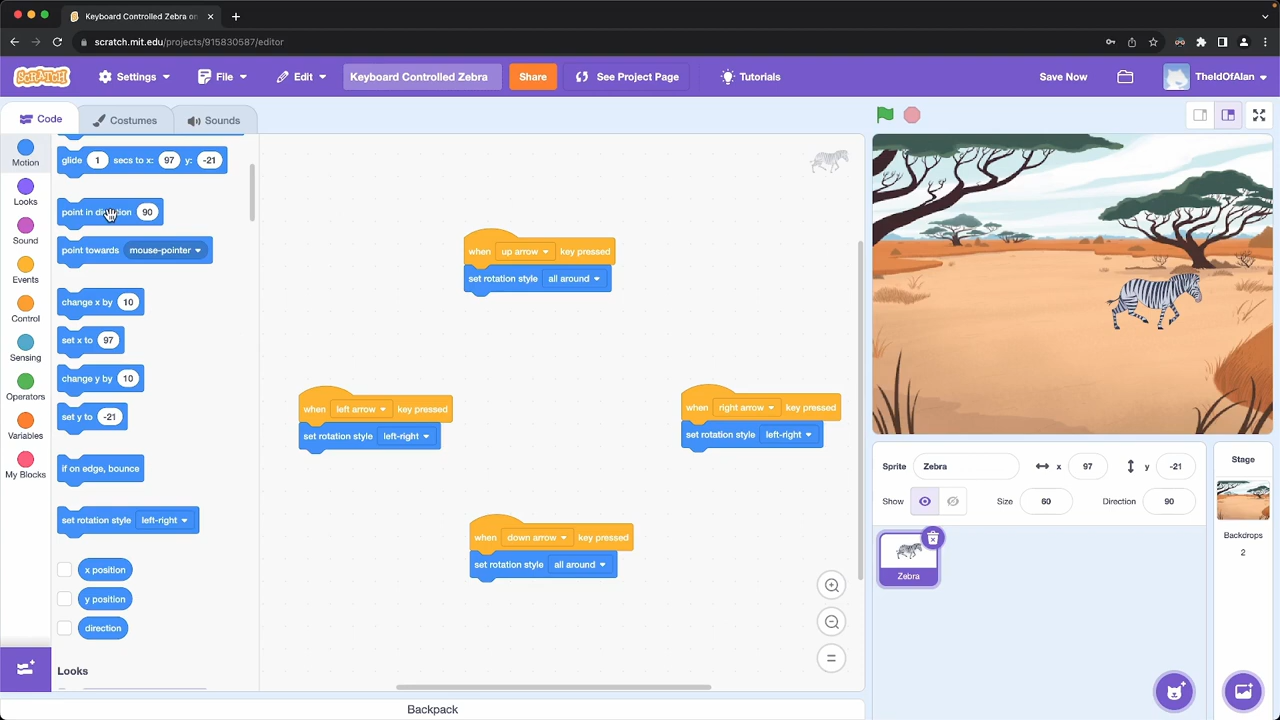 Keyboard Controlled Zebra on
scratch.mit.edu/projects/915830587/editor
SCRATCH Settings File Edit Keyboard Controlled Zebra Share See Project Page Tutorials Save Now TheIdOfAlan
Code Costumes Sounds
Motion
Looks
Sound
Events
Control
Sensing
Operators
Variables
My Blocks
glide 1 secs to x: 97 y: -21
point in direction 90
point towards mouse-pointer
change x by 10
set x to 97
change y by 10
set y to -21
if on edge, bounce
set rotation style left-right
x position
y position
direction
Looks
when up arrow key pressed
set rotation style all around
when left arrow key pressed
set rotation style left-right
when right arrow key pressed
set rotation style left-right
when down arrow key pressed
set rotation style all around
Backpack
Sprite Zebra x 97 y -21
Show Size 60 Direction 90
Zebra
Stage
Backdrops
2